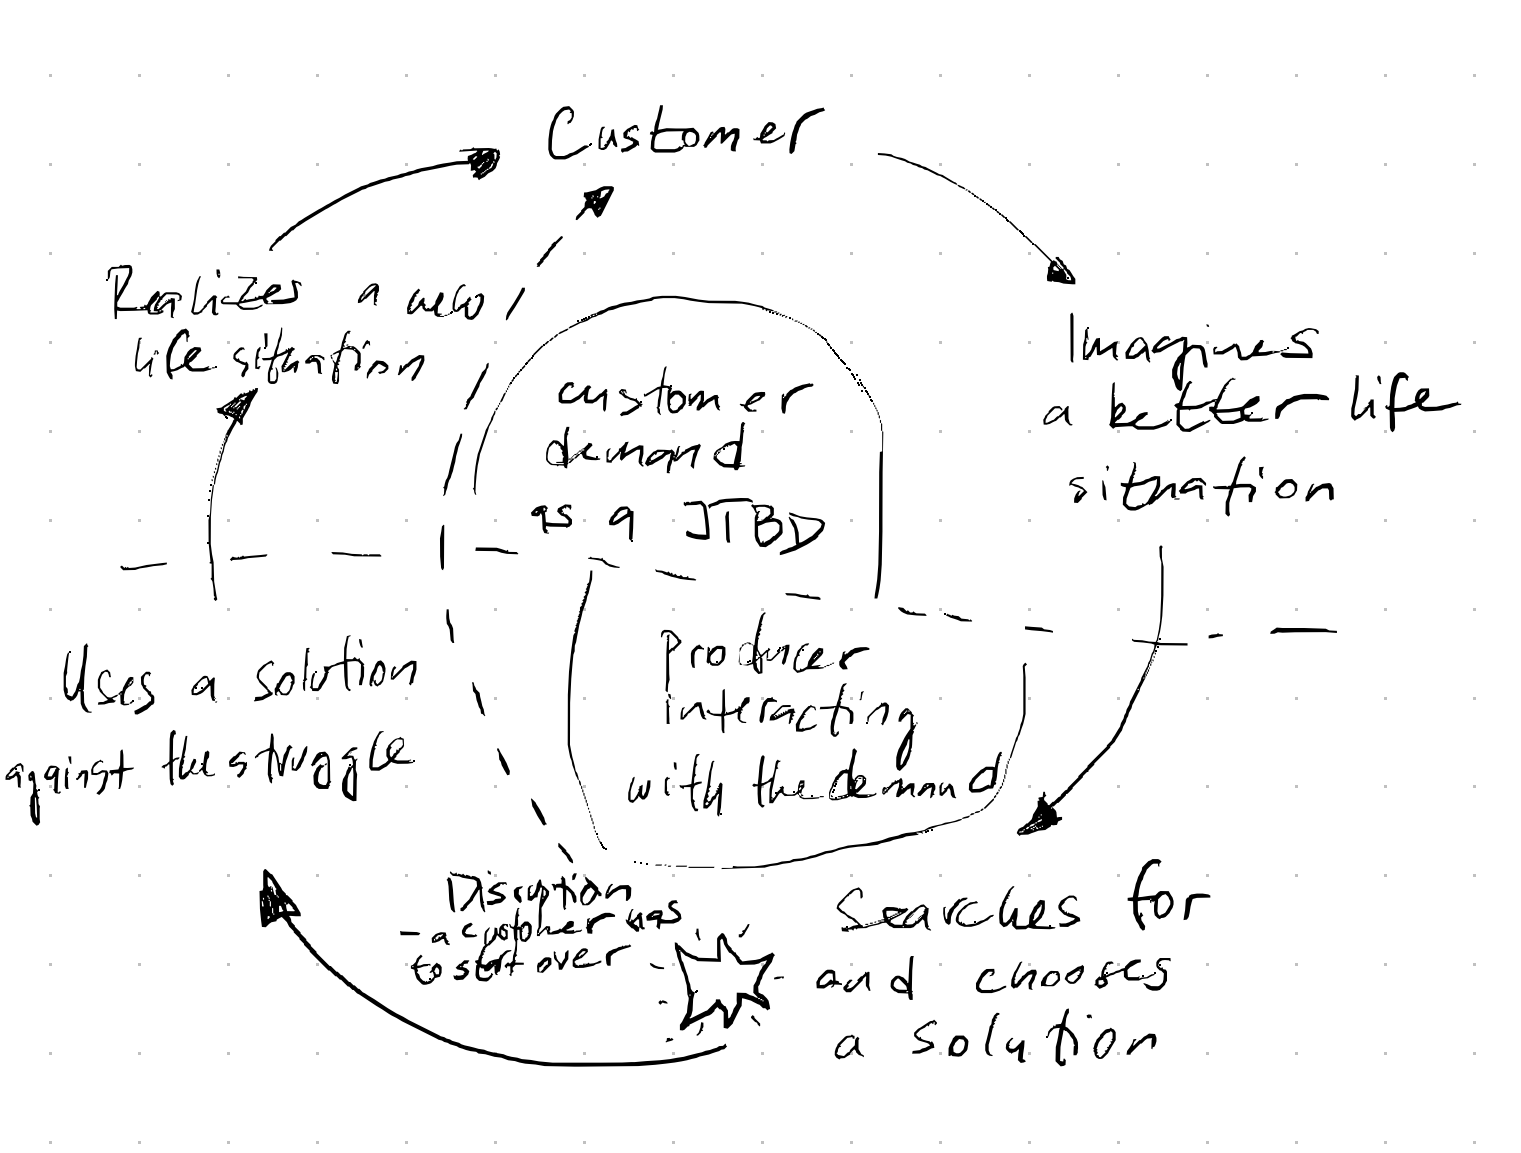 Customer
Realizes a new
life situation
Imagines
a better life
situation
customer
demand
as a JTBD
Producer
interacting
with the demand
Uses a solution
against the struggle
Disruption
- a customer has
to start over
Searches for
and chooses
a solution